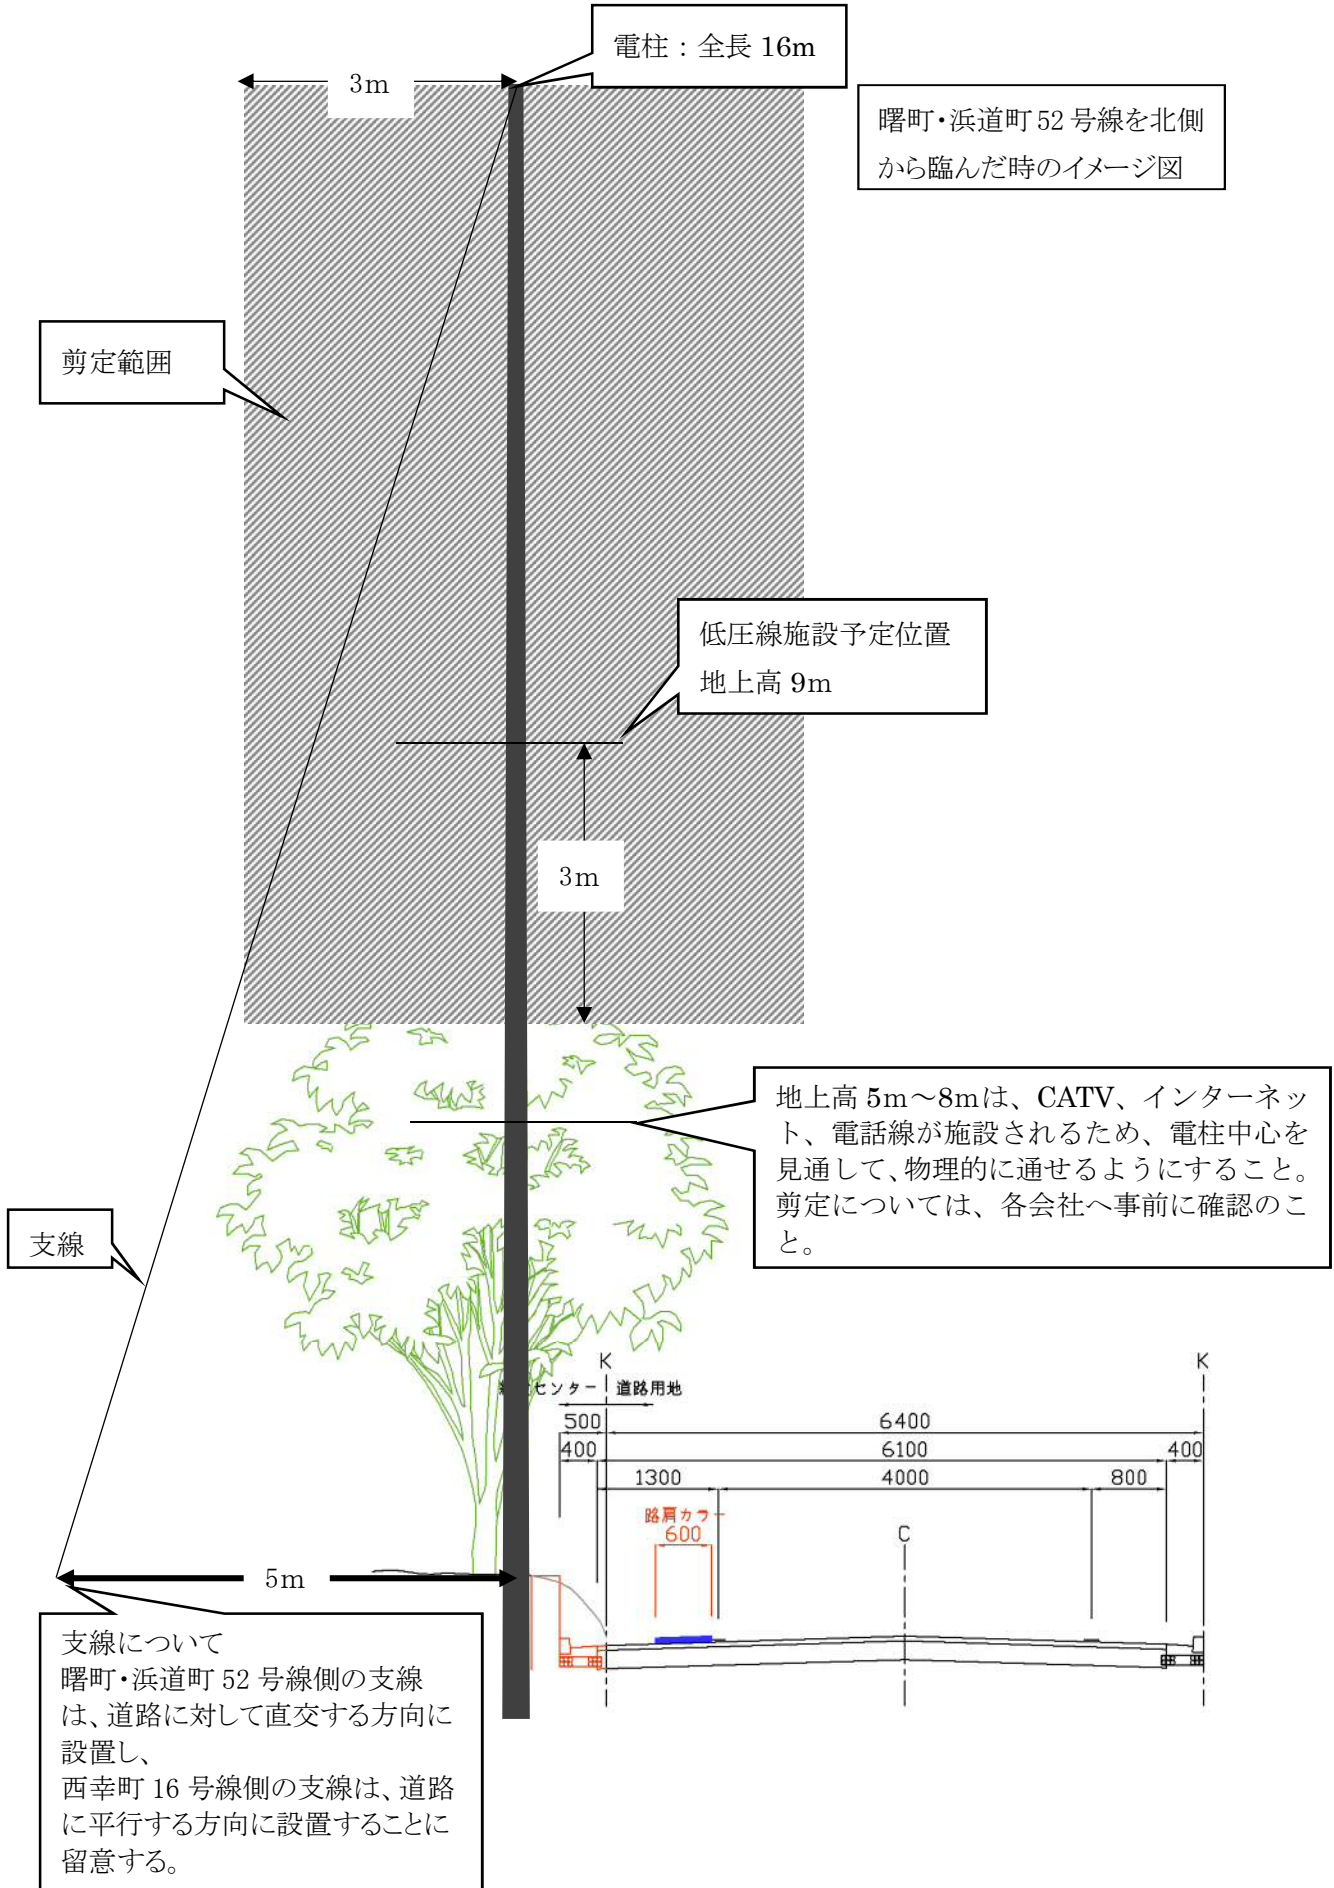 電柱：全長 16m
3m
曙町・浜道町 52 号線を北側
から臨んだ時のイメージ図
剪定範囲
低圧線施設予定位置
地上高 9m
3m
地上高 5m～8mは、CATV、インターネッ
ト、電話線が施設されるため、電柱中心を
見通して、物理的に通せるようにすること。
剪定については、各会社へ事前に確認のこ
と。
支線
K
K
センター
道路用地
500
6400
400
6100
400
1300
4000
800
路肩カラー
600
C
5m
支線について
曙町・浜道町 52 号線側の支線
は、道路に対して直交する方向に
設置し、
西幸町 16 号線側の支線は、道路
に平行する方向に設置することに
留意する。